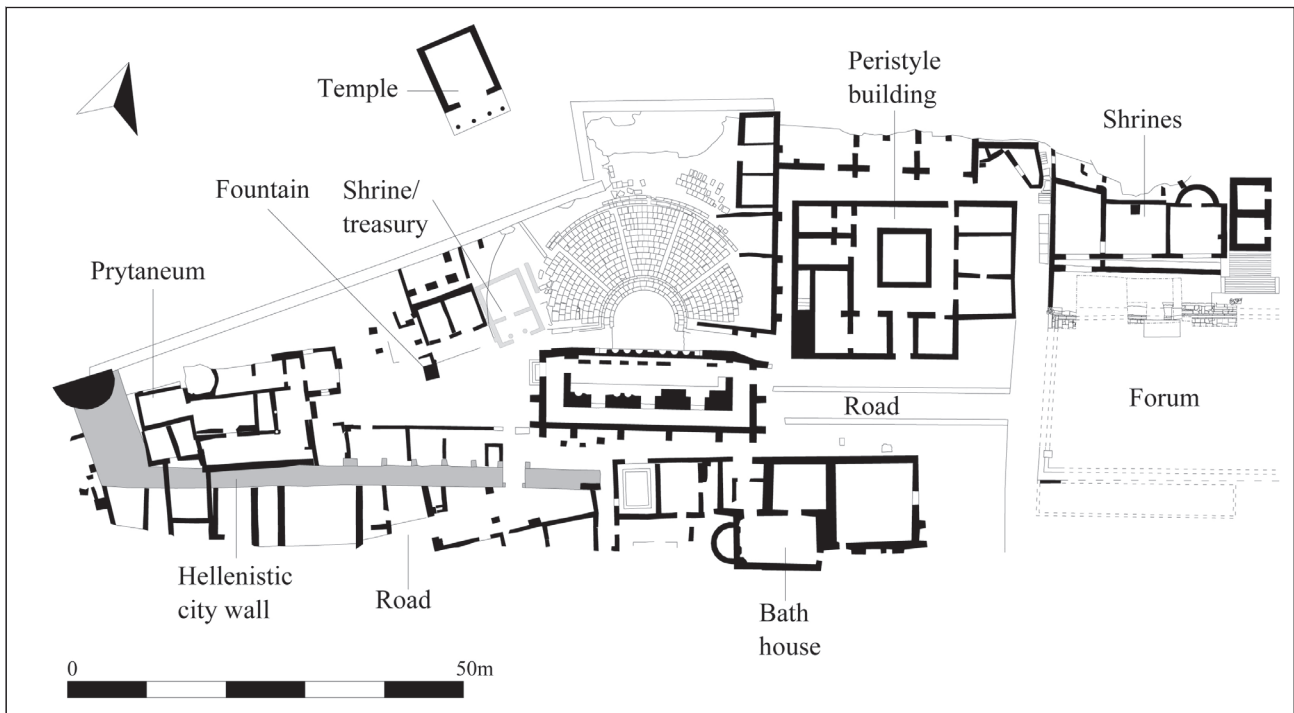 Temple
Peristyle
building
Shrines
Fountain
Shrine/
treasury
Prytaneum
Road
Forum
Hellenistic
city wall
Road
Bath
house
0
50m